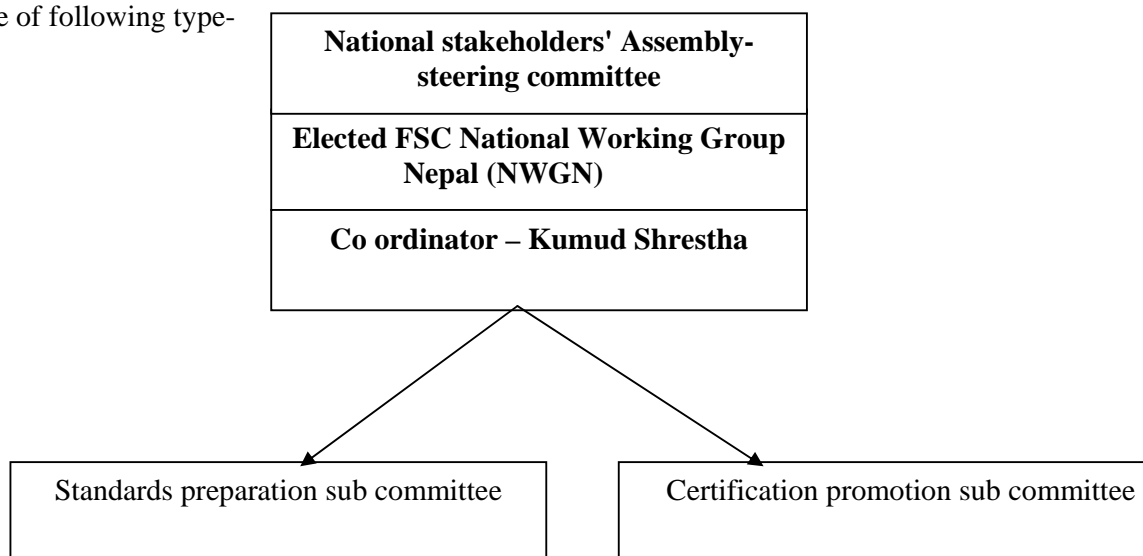 e of following type-
National stakeholders' Assembly-
steering committee
Elected FSC National Working Group
Nepal (NWGN)
Co ordinator – Kumud Shrestha
Standards preparation sub committee
Certification promotion sub committee